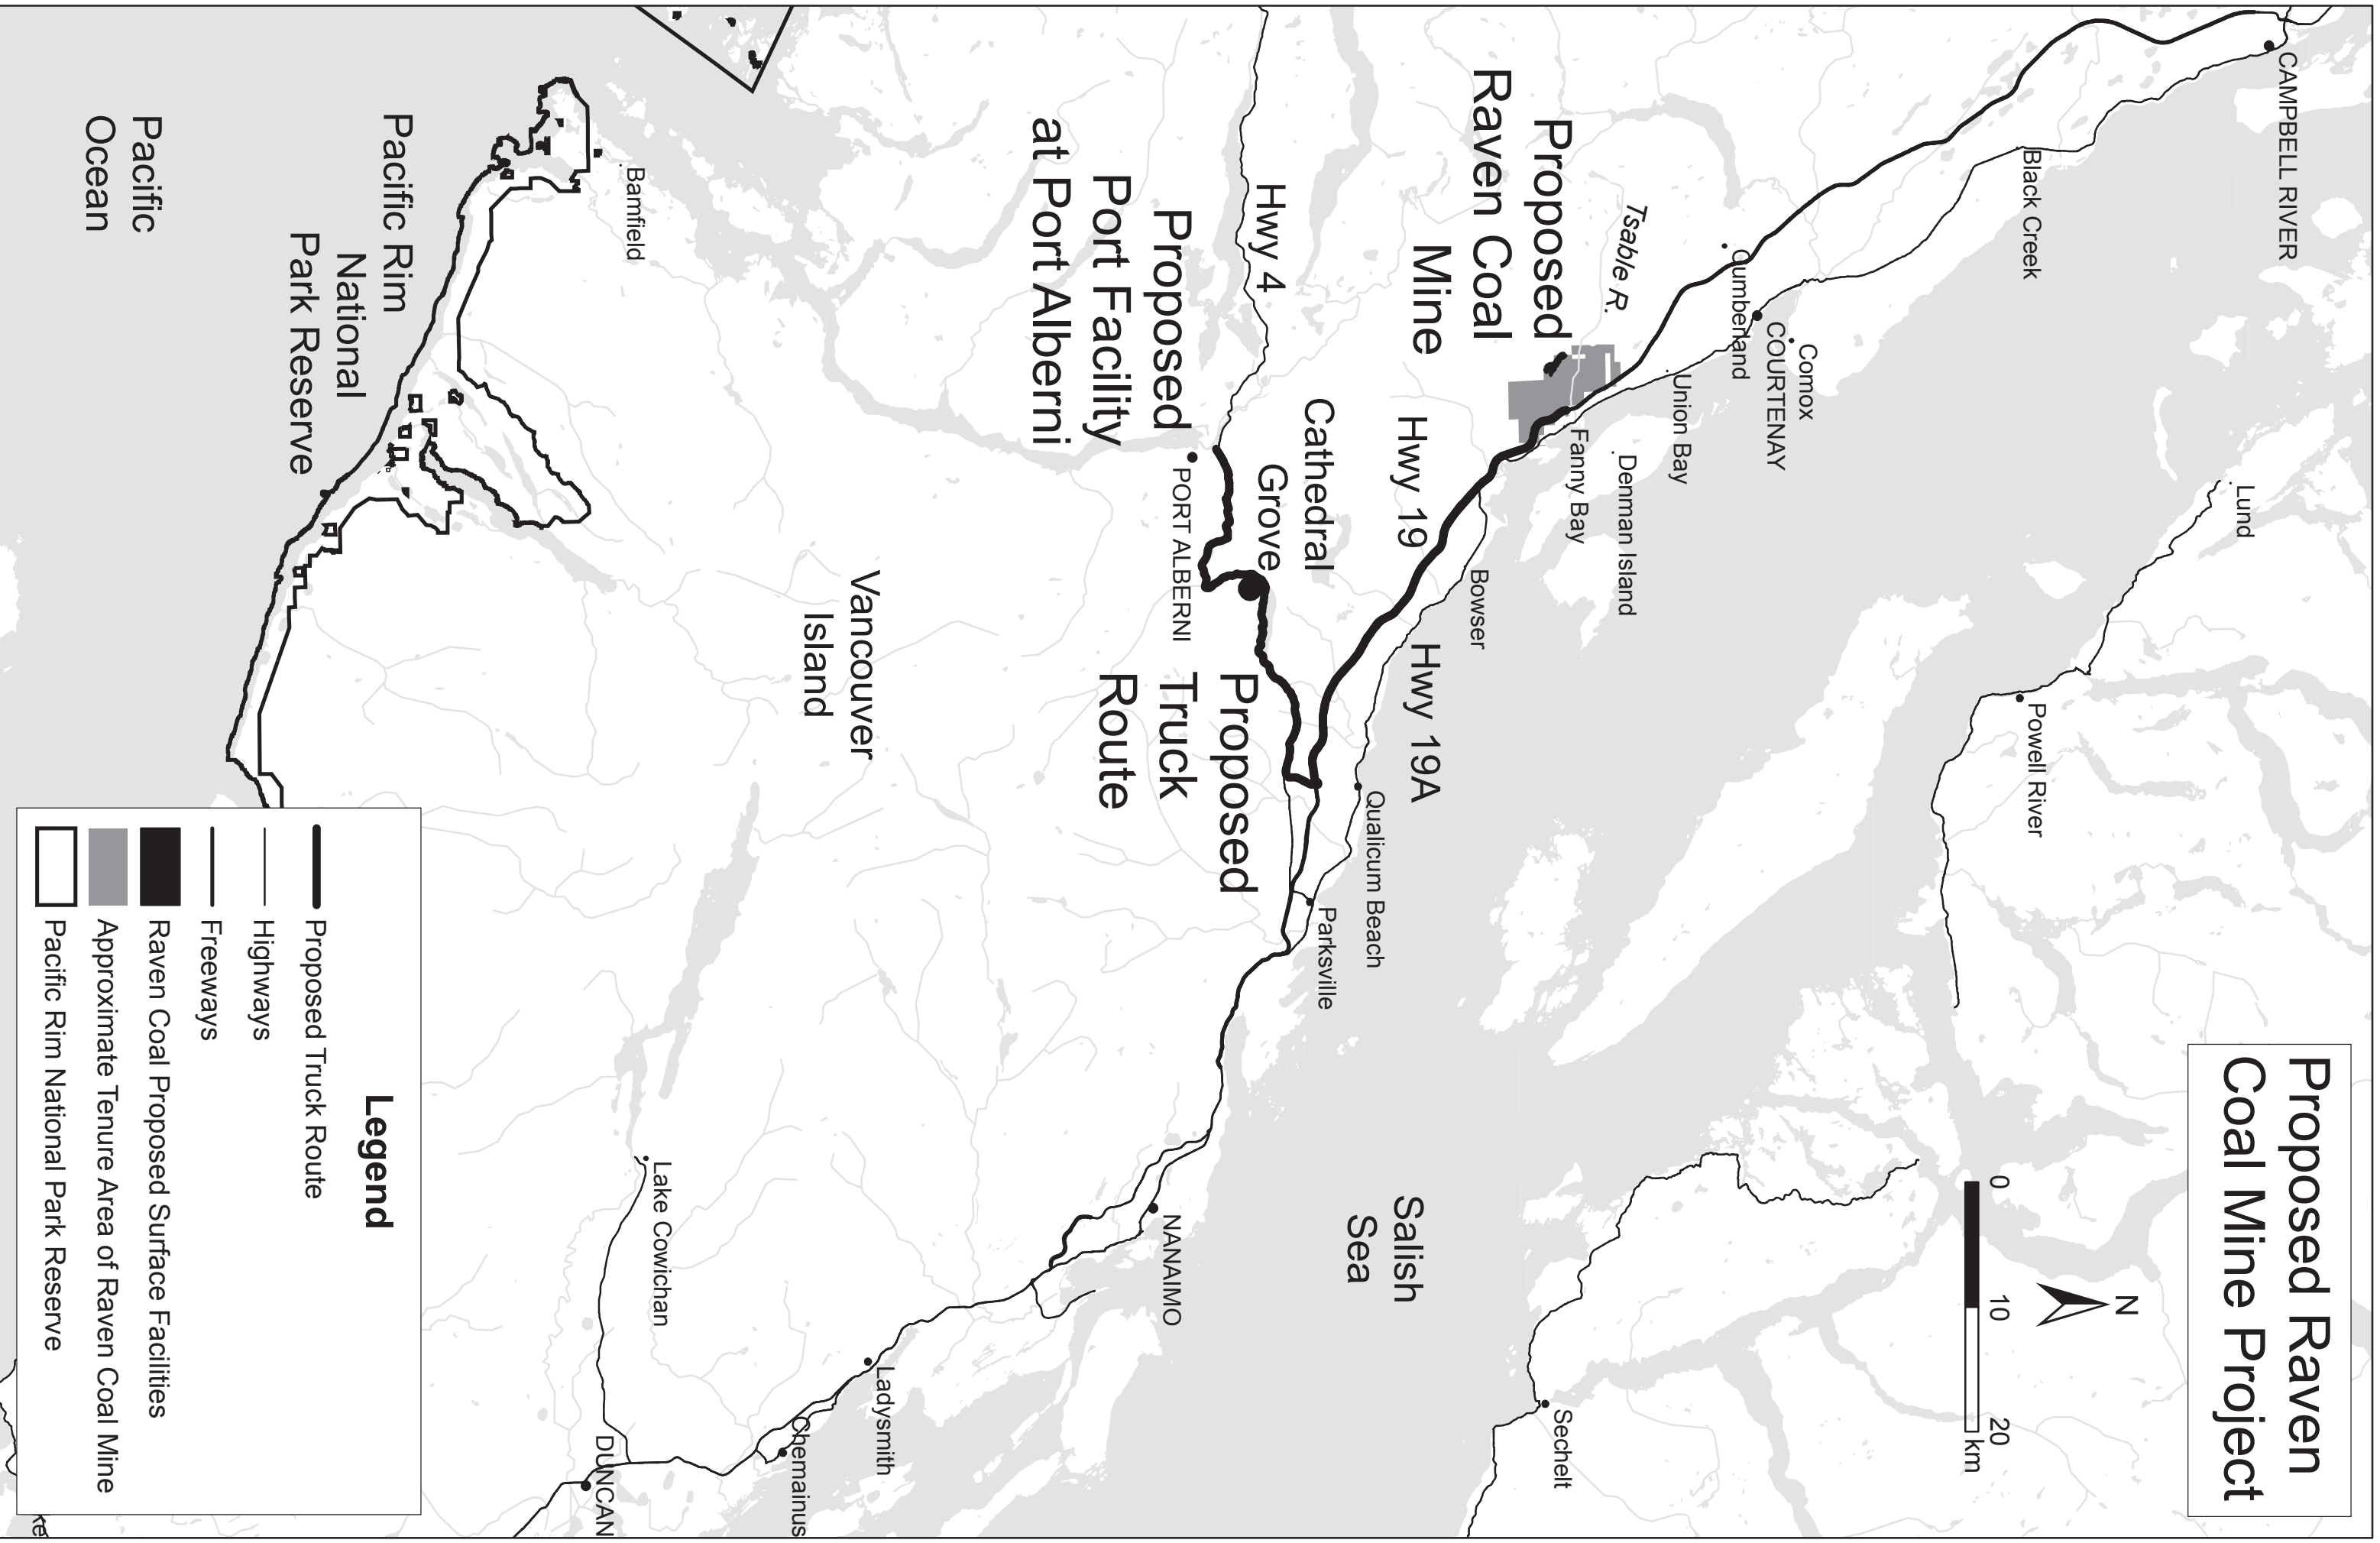 Proposed Raven
Coal Mine Project
0
10
20
km
N
CAMPBELL RIVER
Black Creek
Lund
Powell River
Comox
COURTENAY
Cumberland
Union Bay
Denman Island
Tsable R.
Fanny Bay
Proposed
Raven Coal
Mine
Bowser
Hwy 19
Hwy 19A
Qualicum Beach
Parksville
Salish
Sea
Sechelt
Cathedral
Grove
Hwy 4
Proposed
Port Facility
at Port Alberni
PORT ALBERNI
Proposed
Truck
Route
NANAIMO
Vancouver
Island
Ladysmith
Chemainus
Lake Cowichan
DUNCAN
Bamfield
Pacific Rim
National
Park Reserve
Pacific
Ocean
Legend
Proposed Truck Route
Highways
Freeways
Raven Coal Proposed Surface Facilities
Approximate Tenure Area of Raven Coal Mine
Pacific Rim National Park Reserve